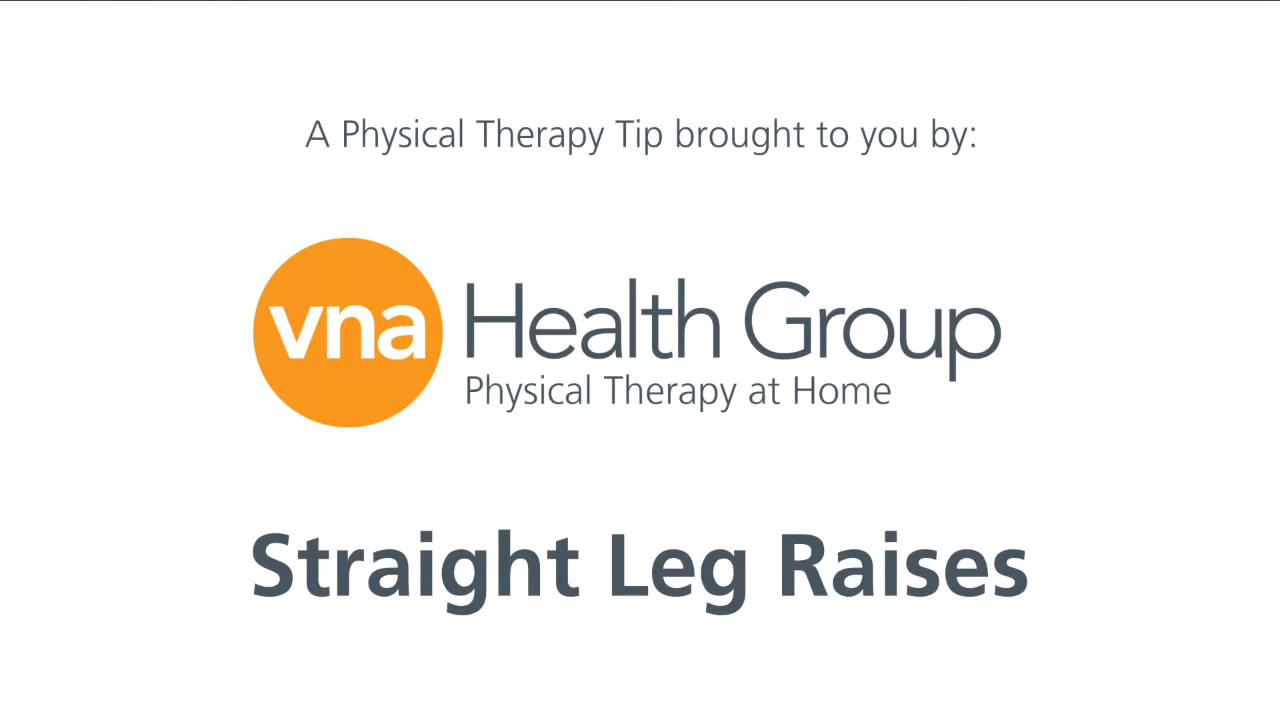 A Physical Therapy Tip brought to you by:
vna Health Group
Physical Therapy at Home
Straight Leg Raises